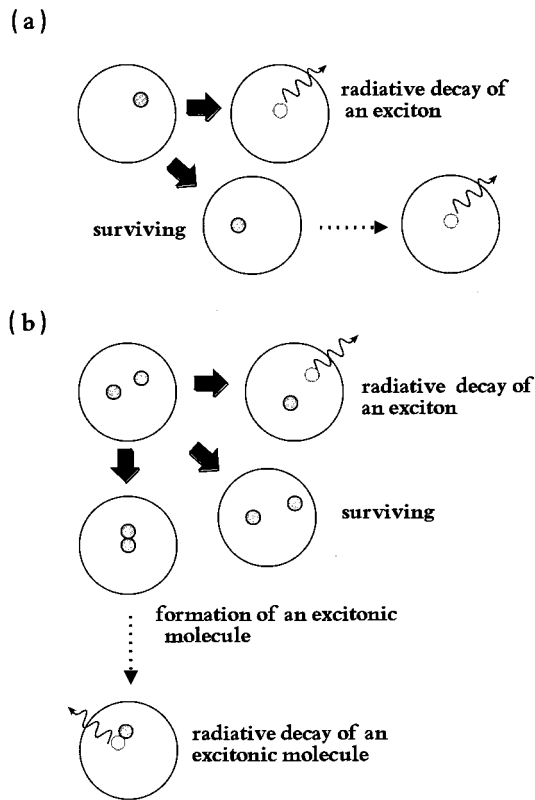 (a)
radiative decay of
an exciton
surviving
(b)
radiative decay of
an exciton
surviving
formation of an excitonic
molecule
radiative decay of an
excitonic molecule